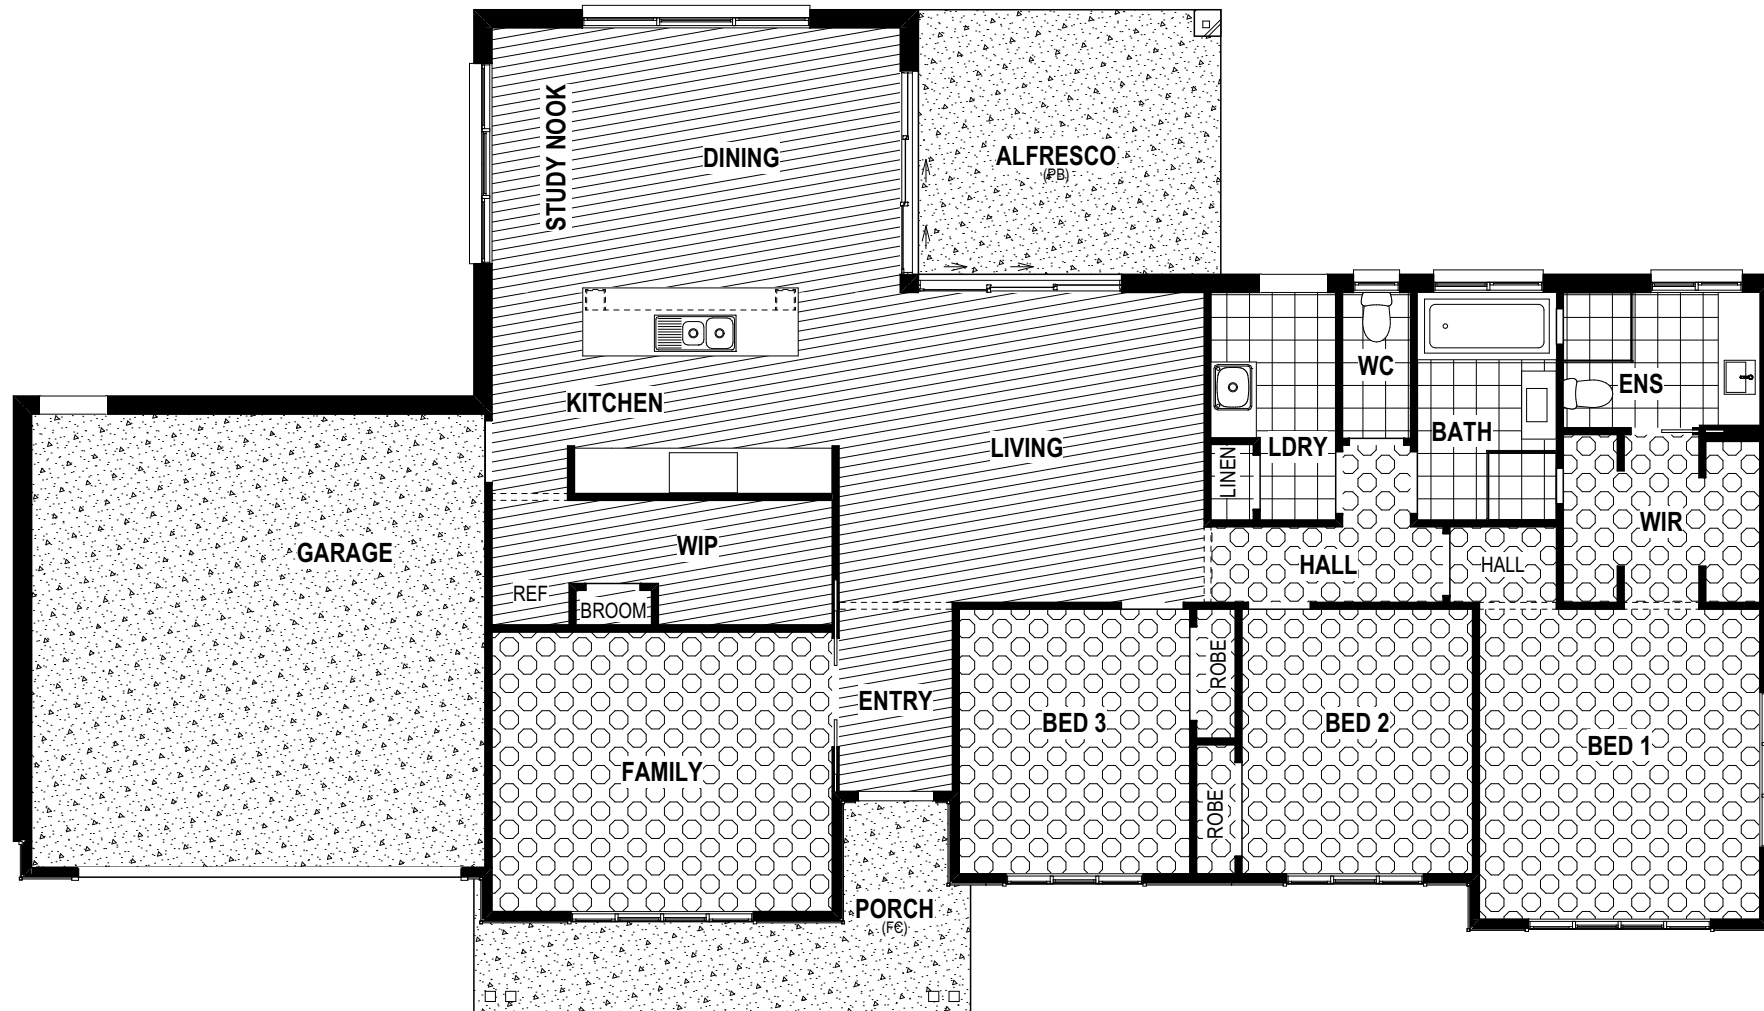 STUDY NOOK
DINING
ALFRESCO
(PB)
KITCHEN
LIVING
LINEN
LDRY
WC
BATH
ENS
WIR
GARAGE
WIP
REF
BROOM
HALL
HALL
FAMILY
ENTRY
BED 3
ROBE
ROBE
BED 2
BED 1
PORCH
(FC)